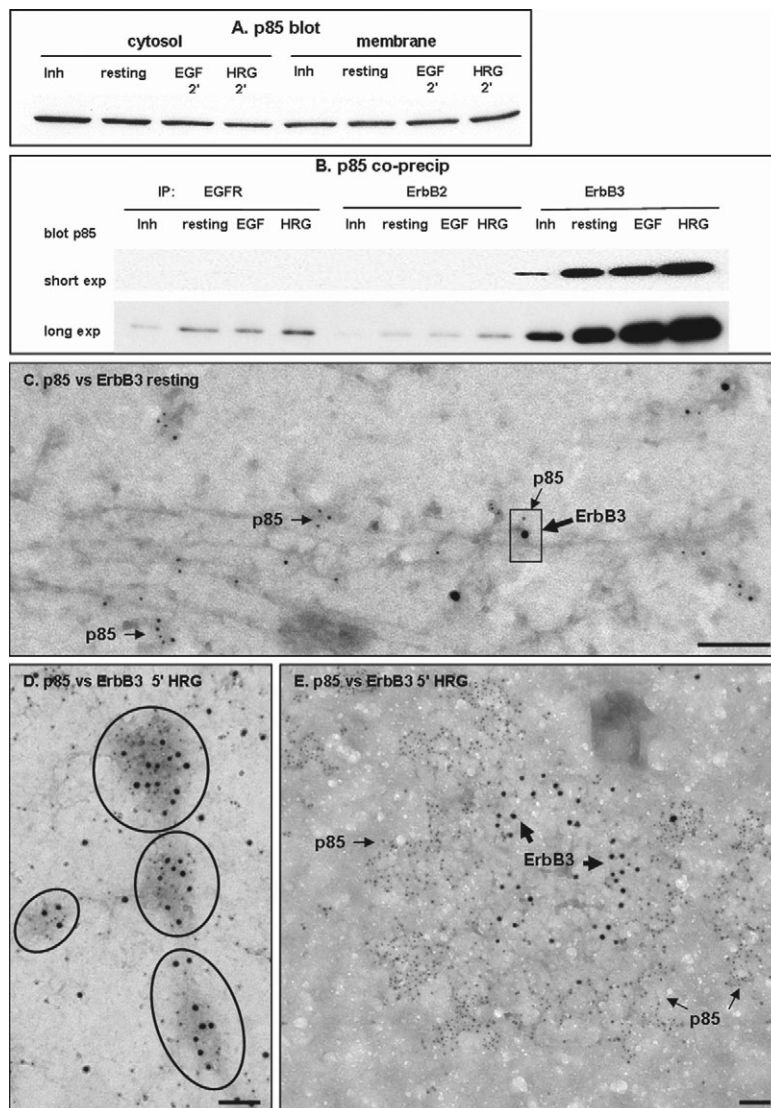 A. p85 blot
cytosol membrane
Inh resting EGF 2' HRG 2' Inh resting EGF 2' HRG 2'
B. p85 co-precip
IP: EGFR ErbB2 ErbB3
blot p85 Inh resting EGF HRG Inh resting EGF HRG Inh resting EGF HRG
short exp
long exp
C. p85 vs ErbB3 resting
p85
p85 ErbB3
p85
D. p85 vs ErbB3 5' HRG
E. p85 vs ErbB3 5' HRG
p85 ErbB3
p85